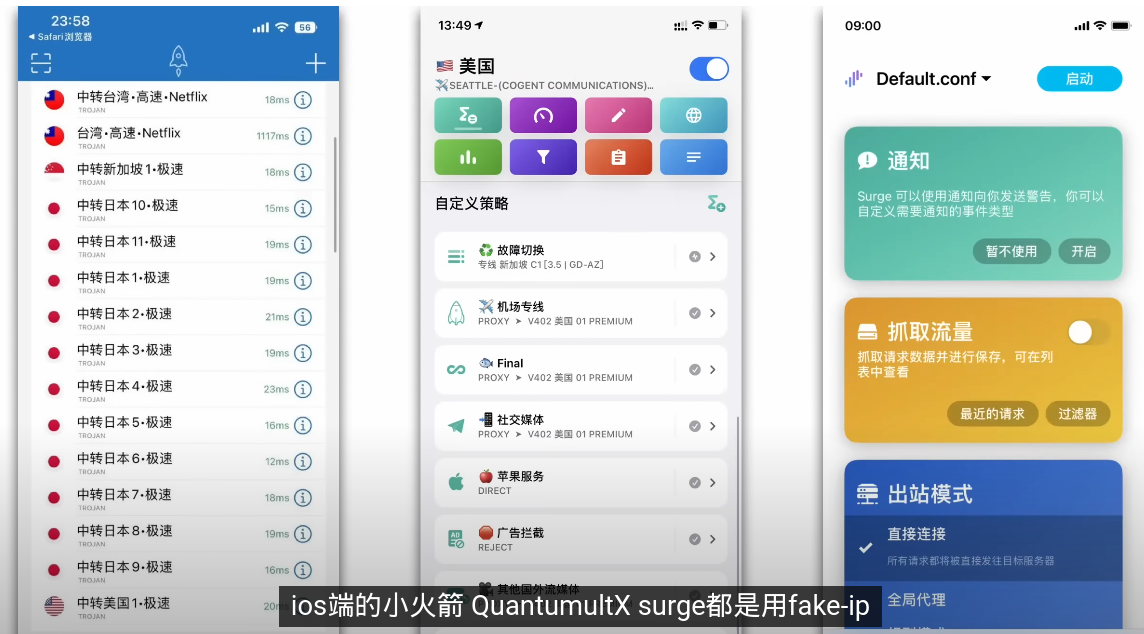 23:58
Safari浏览器
56
中转台湾•高速•Netflix
18ms
TROJAN
台湾•高速•Netflix
1117ms
TROJAN
中转新加坡1•极速
18ms
TROJAN
中转日本10•极速
15ms
TROJAN
中转日本11•极速
19ms
TROJAN
中转日本1•极速
19ms
TROJAN
中转日本2•极速
21ms
TROJAN
中转日本3•极速
19ms
TROJAN
中转日本4•极速
23ms
TROJAN
中转日本5•极速
16ms
TROJAN
中转日本6•极速
12ms
TROJAN
中转日本7•极速
18ms
TROJAN
中转日本8•极速
19ms
TROJAN
中转日本9•极速
16ms
TROJAN
中转美国1•极速
13:49
美国
SEATTLE-(COGENT COMMUNICATIONS)...
自定义策略
故障切换
专线 新加坡 C1 [3.5 | GD-AZ]
机场专线
PROXY ➤ V402 美国 01 PREMIUM
Final
PROXY ➤ V402 美国 01 PREMIUM
社交媒体
PROXY ➤ V402 美国 01 PREMIUM
苹果服务
DIRECT
AD
广告拦截
REJECT
其他国外流媒体
09:00
Default.conf
启动
通知
Surge 可以使用通知向你发送警告，你可以
自定义需要通知的事件类型
暂不使用
开启
抓取流量
抓取请求数据并进行保存，可在列
表中查看
最近的请求
过滤器
出站模式
直接连接
所有请求都将被直接发往目标服务器
全局代理
ios端的小火箭 QuantumultX surge都是用fake-ip